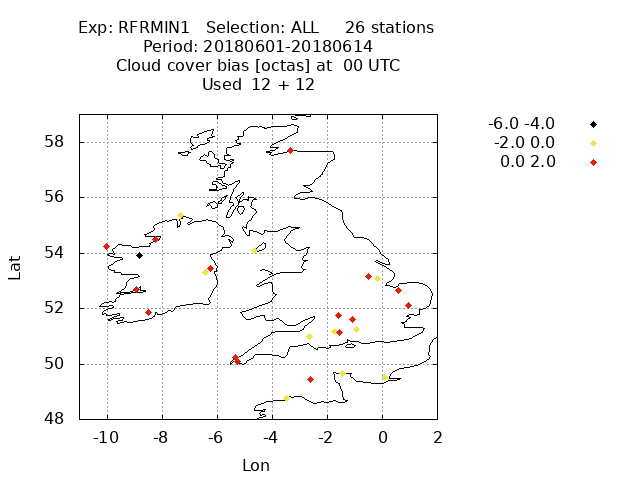 Exp: RFRMIN1 Selection: ALL 26 stations
Period: 20180601-20180614
Cloud cover bias [octas] at 00 UTC
Used 12 + 12
-6.0 -4.0
-2.0 0.0
0.0 2.0
58
56
54
52
50
48
Lat
-10 -8 -6 -4 -2 0 2
Lon